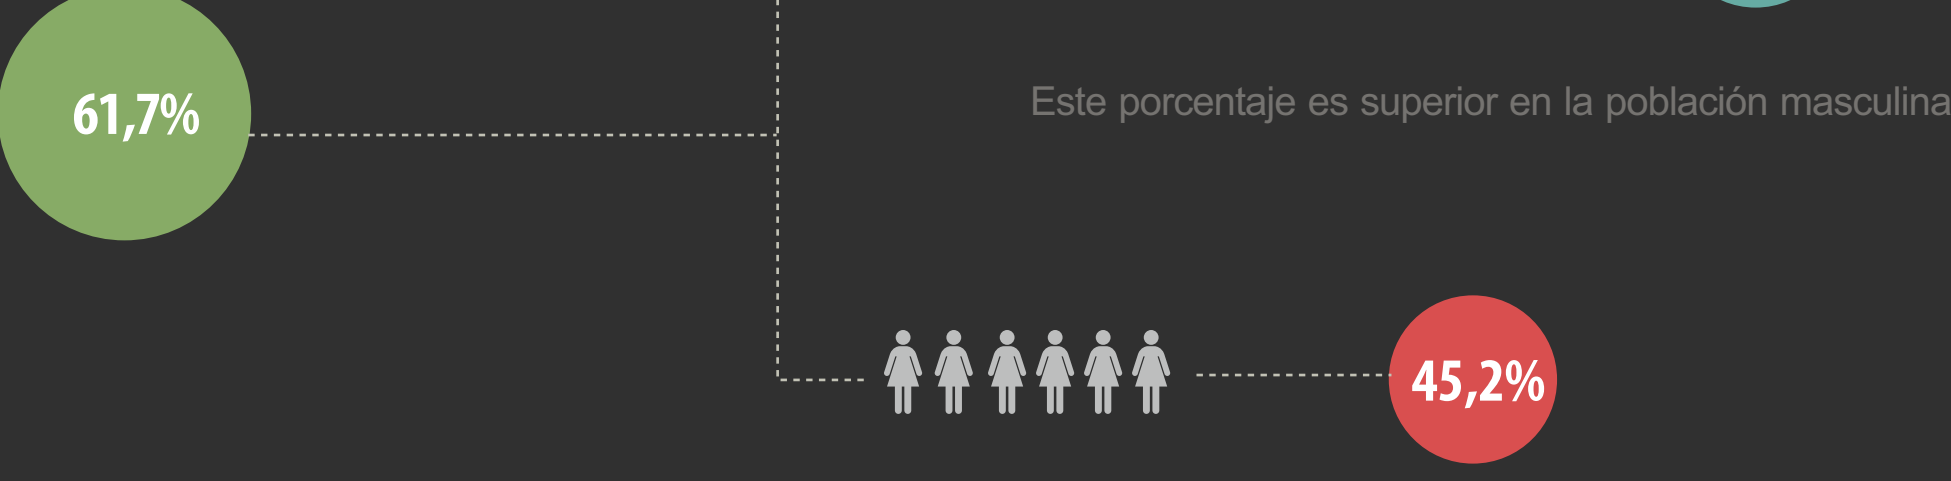 61,7%
Este porcentaje es superior en la población masculina
45,2%